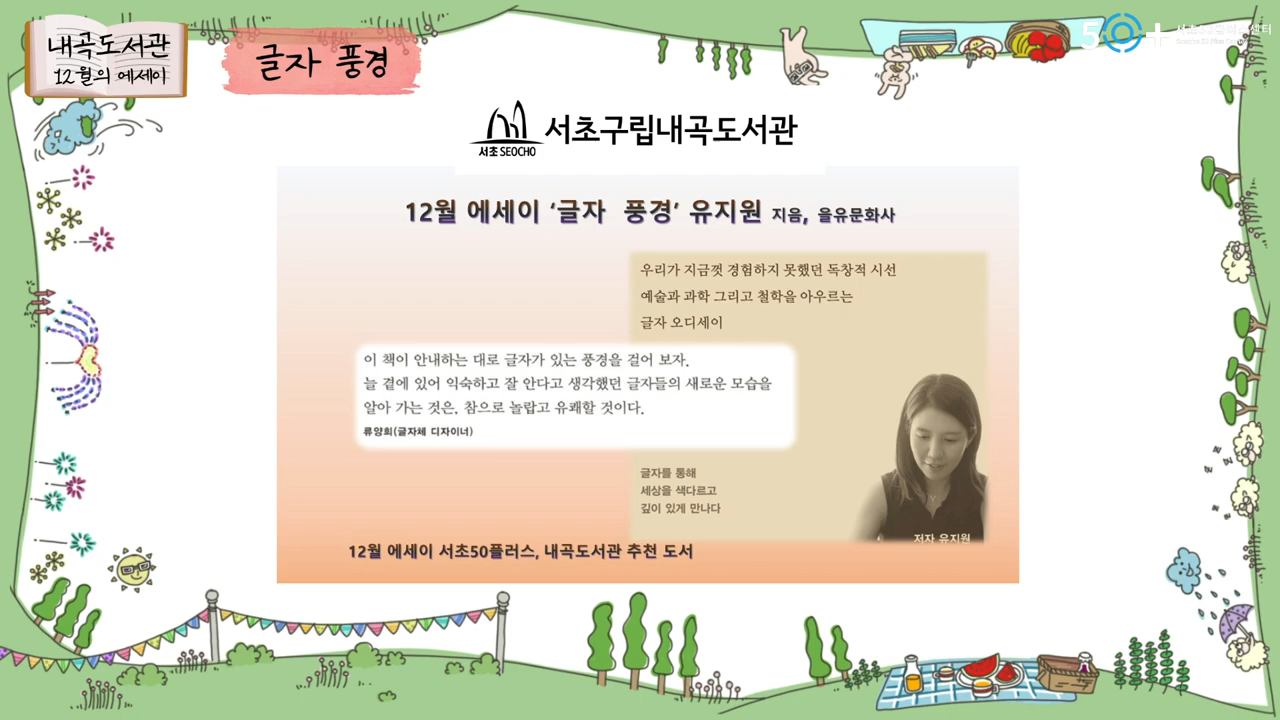 내곡도서관
12월의 에세이
글자 풍경
50+ 서초50플러스센터
서초 SEOCHO
서초구립내곡도서관
12월 에세이 ‘글자 풍경’ 유지원 지음, 을유문화사
우리가 지금껏 경험하지 못했던 독창적 시선
예술과 과학 그리고 철학을 아우르는
글자 오디세이
이 책이 안내하는 대로 글자가 있는 풍경을 걸어 보자.
늘 곁에 있어 익숙하고 잘 안다고 생각했던 글자들의 새로운 모습을
알아 가는 것은, 참으로 놀랍고 유쾌할 것이다.
류양희(글자체 디자이너)
글자를 통해
세상을 색다르고
깊이 있게 만나다
저자 유지원
12월 에세이 서초50플러스, 내곡도서관 추천 도서